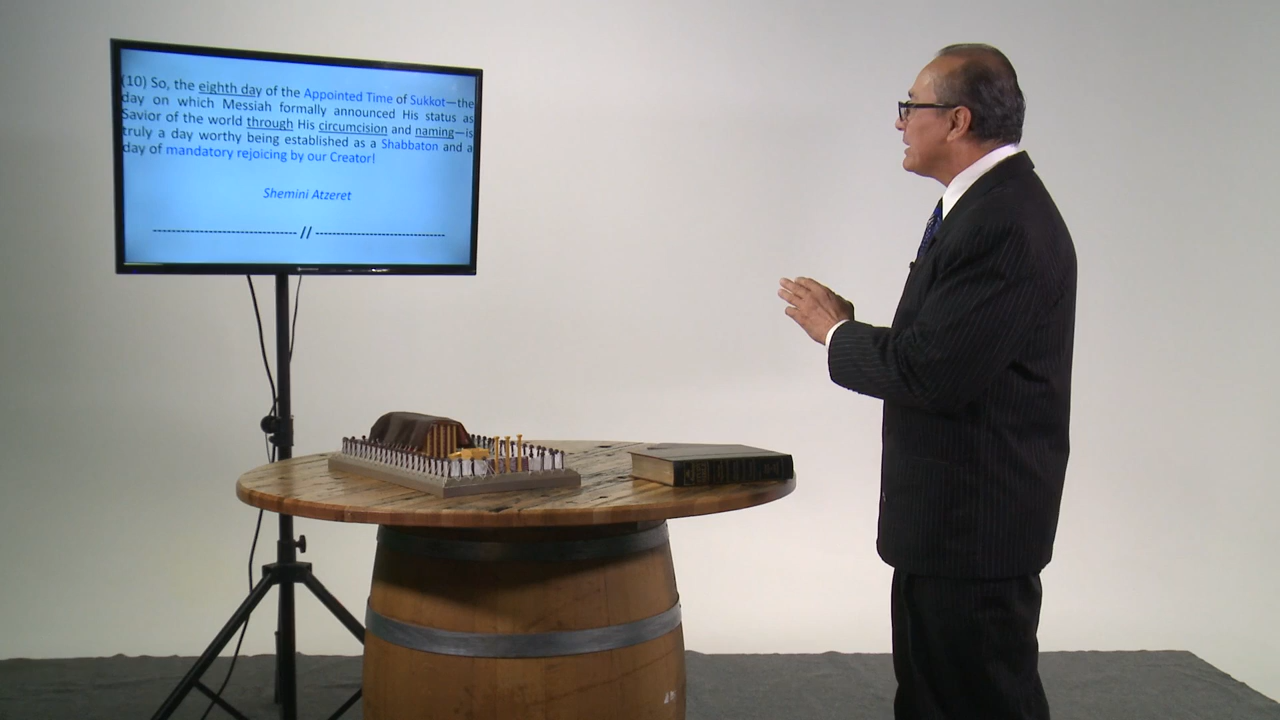 (10) So, the eighth day of the Appointed Time of Sukkot—the
day on which Messiah formally announced His status as
Savior of the world through His circumcision and naming—is
truly a day worthy being established as a Shabbaton and a
day of mandatory rejoicing by our Creator!
Shemini Atzeret
------------------------------ // ---------------------------